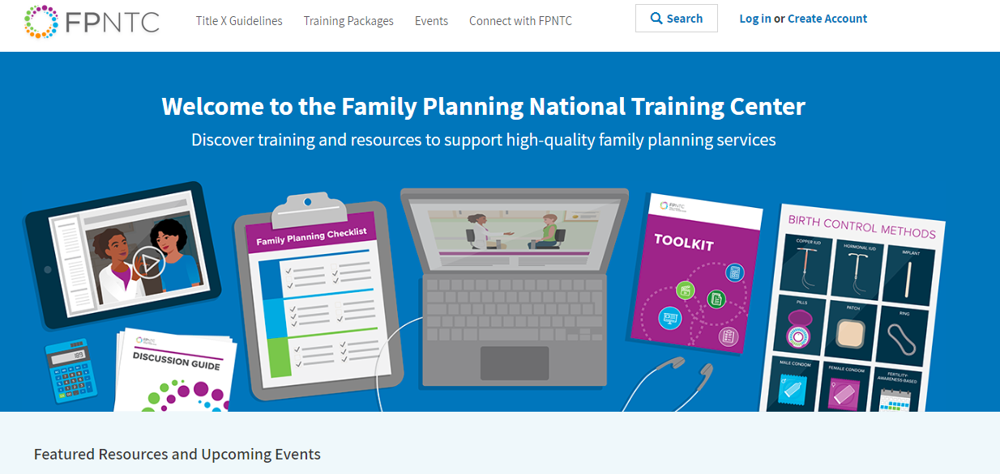 FPNTC
Title X Guidelines
Training Packages
Events
Connect with FPNTC
Search
Log in or Create Account
Welcome to the Family Planning National Training Center
Discover training and resources to support high-quality family planning services
Family Planning Checklist
FPNTC
TOOLKIT
BIRTH CONTROL METHODS
COPPER IUD
HORMONAL IUD
IMPLANT
PILLS
PATCH
RING
MALE CONDOM
FEMALE CONDOM
FERTILITY-
AWARENESS-BASED
189
FPNTC
DISCUSSION GUIDE
Featured Resources and Upcoming Events